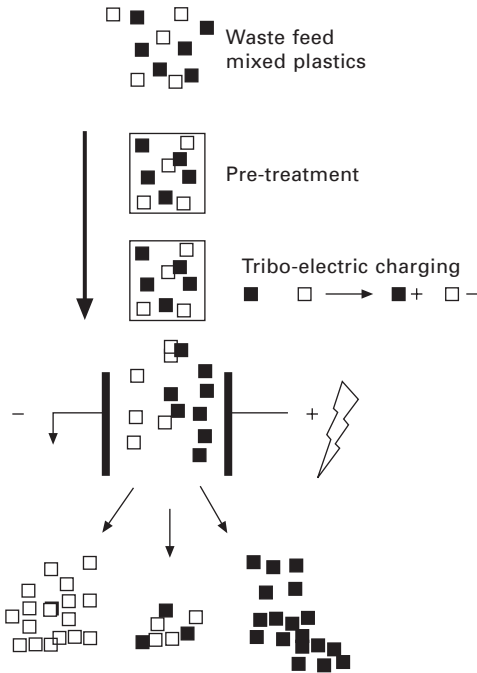 Waste feed
mixed plastics
Pre-treatment
Tribo-electric charging
+ −
− +